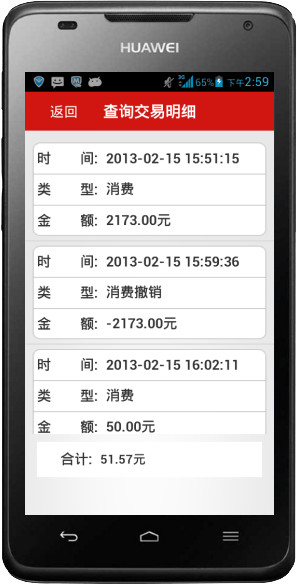 HUAWEI
3G 65% 下午2:59
返回 查询交易明细
时 间: 2013-02-15 15:51:15
类 型: 消费
金 额: 2173.00元
时 间: 2013-02-15 15:59:36
类 型: 消费撤销
金 额: -2173.00元
时 间: 2013-02-15 16:02:11
类 型: 消费
金 额: 50.00元
合计: 51.57元